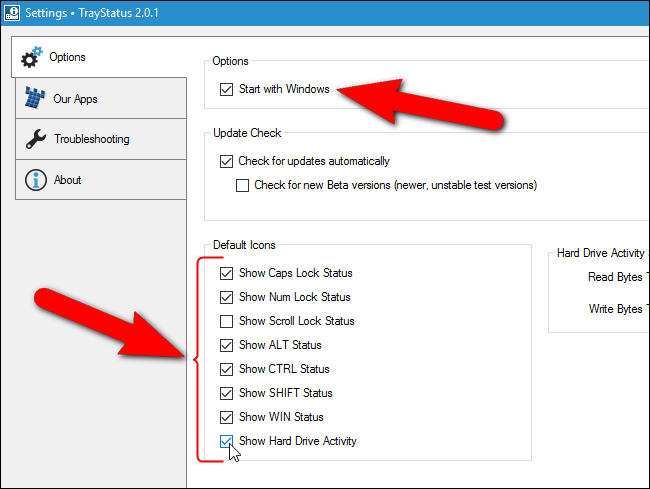 Settings • TrayStatus 2.0.1
Options
Our Apps
Troubleshooting
About
Options
Start with Windows
Update Check
Check for updates automatically
Check for new Beta versions (newer, unstable test versions)
Default Icons
Show Caps Lock Status
Show Num Lock Status
Show Scroll Lock Status
Show ALT Status
Show CTRL Status
Show SHIFT Status
Show WIN Status
Show Hard Drive Activity
Hard Drive Activity
Read Bytes
Write Bytes